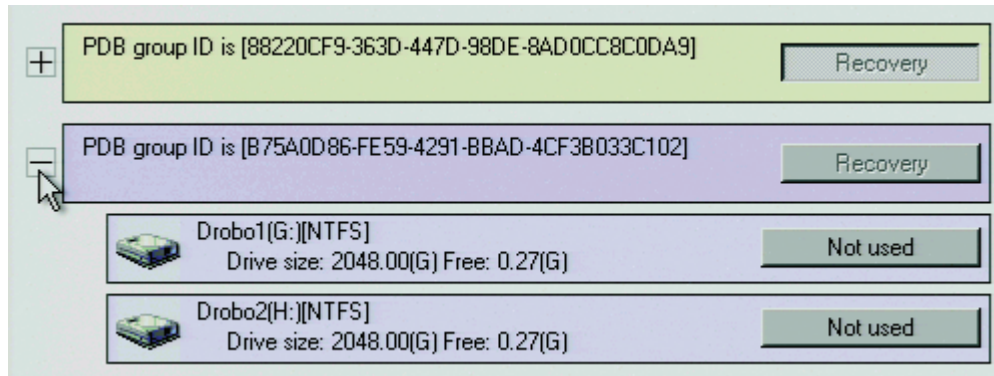 PDB group ID is [88220CF9-363D-447D-98DE-8AD0CC8C0DA9]
Recovery
PDB group ID is [B75A0D86-FE59-4291-BBAD-4CF3B033C102]
Recovery
Drobo1(G:)[NTFS]
Drive size: 2048.00(G) Free: 0.27(G)
Not used
Drobo2(H:)[NTFS]
Drive size: 2048.00(G) Free: 0.27(G)
Not used